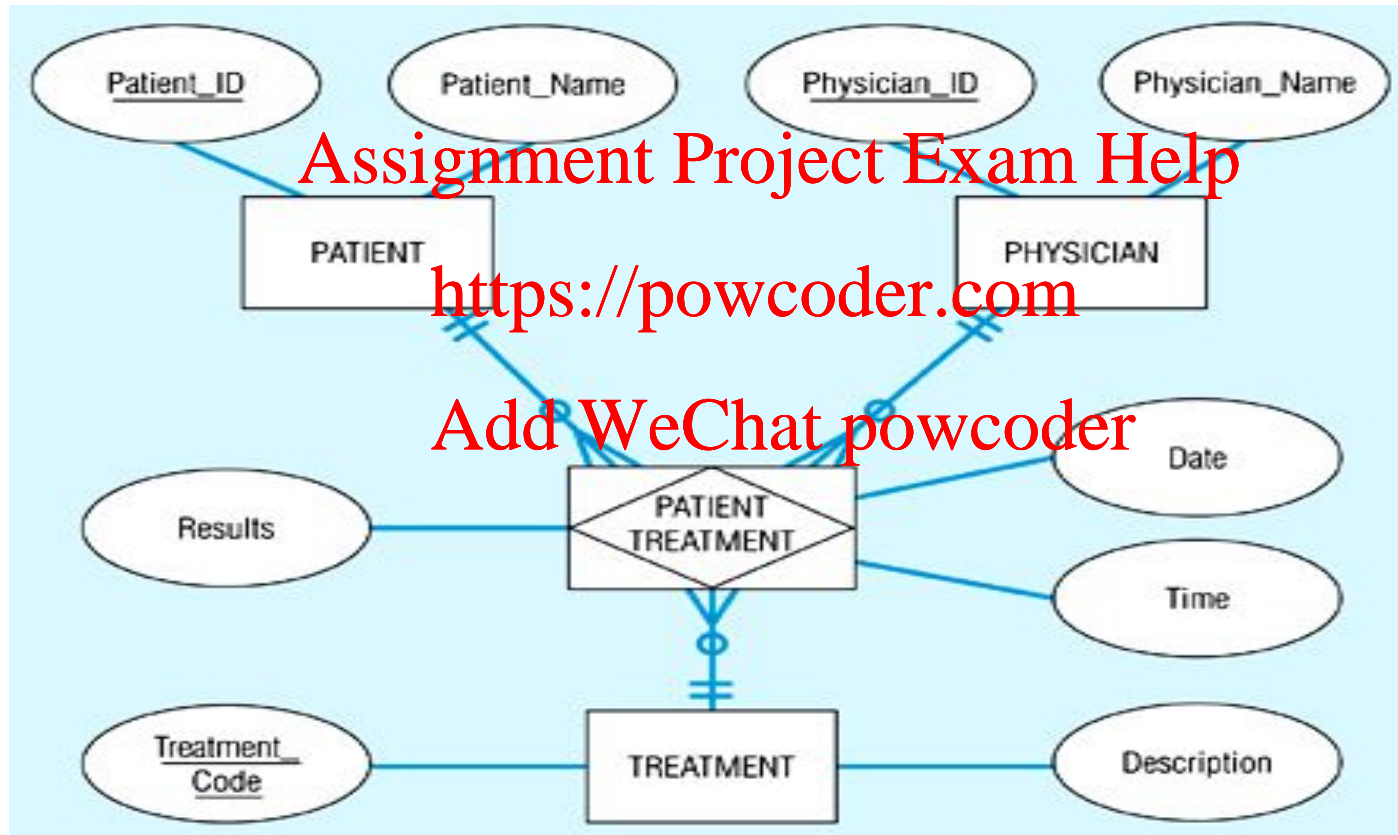 Patient_ID
Patient_Name
Physician_ID
Physician_Name
Assignment Project Exam Help
PATIENT
PHYSICIAN
https://powcoder.com
Add WeChat powcoder
Date
Results
PATIENT
TREATMENT
Time
Treatment_
Code
TREATMENT
Description